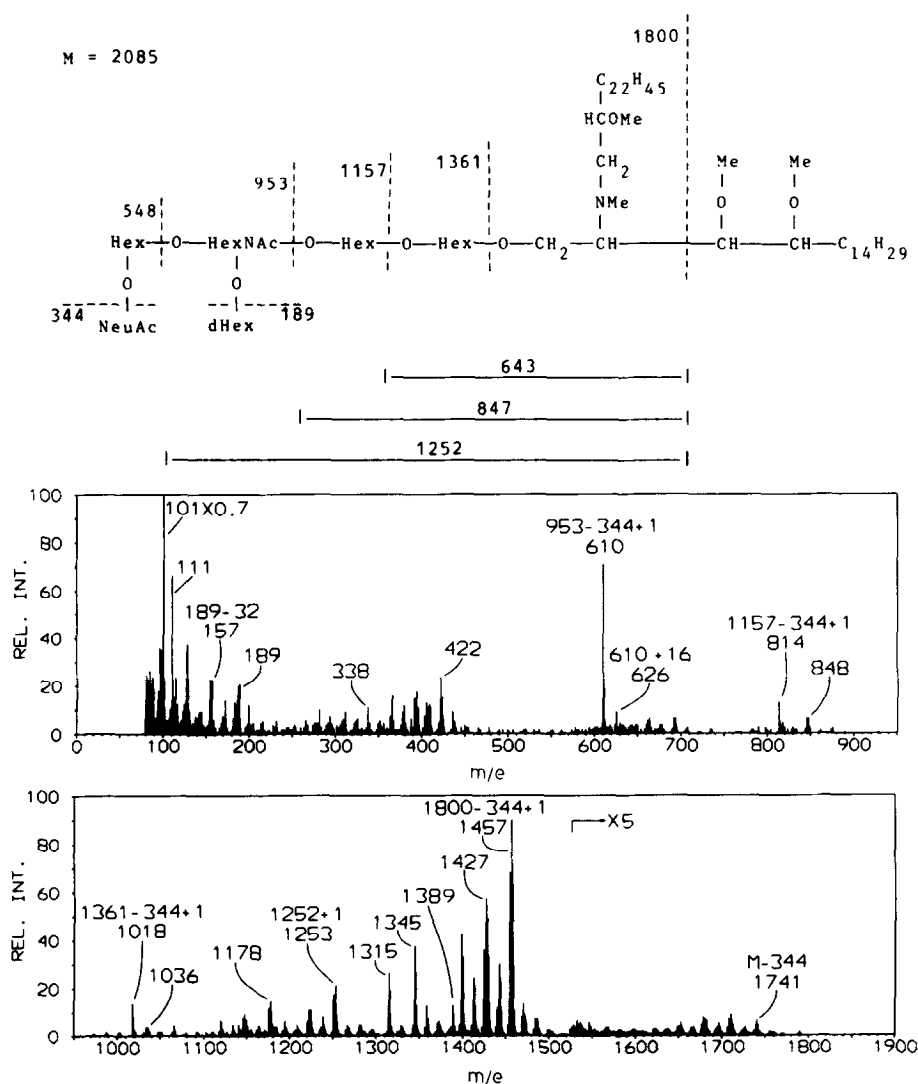 M = 2085
1800
C22H45
HCOMe
CH2
NMe
Me Me
O O
548 953 1157 1361
Hex—O—HexNAc—O—Hex—O—Hex—O—CH2—CH—CH—CH—C14H29
O O
344 NeuAc dHex 189
643
847
1252
REL. INT.
100
80
60
40
20
0
101X0.7
111
189-32
157
189
338
422
953-344+1
610
610+16
626
1157-344+1
814
848
0 100 200 300 400 500 600 700 800 900
m/e
REL. INT.
100
80
60
40
20
0
1361-344+1
1018
1036
1178
1252+1
1253
1315
1345
1389
1427
1800-344+1
1457
X5
M-344
1741
1000 1100 1200 1300 1400 1500 1600 1700 1800 1900
m/e